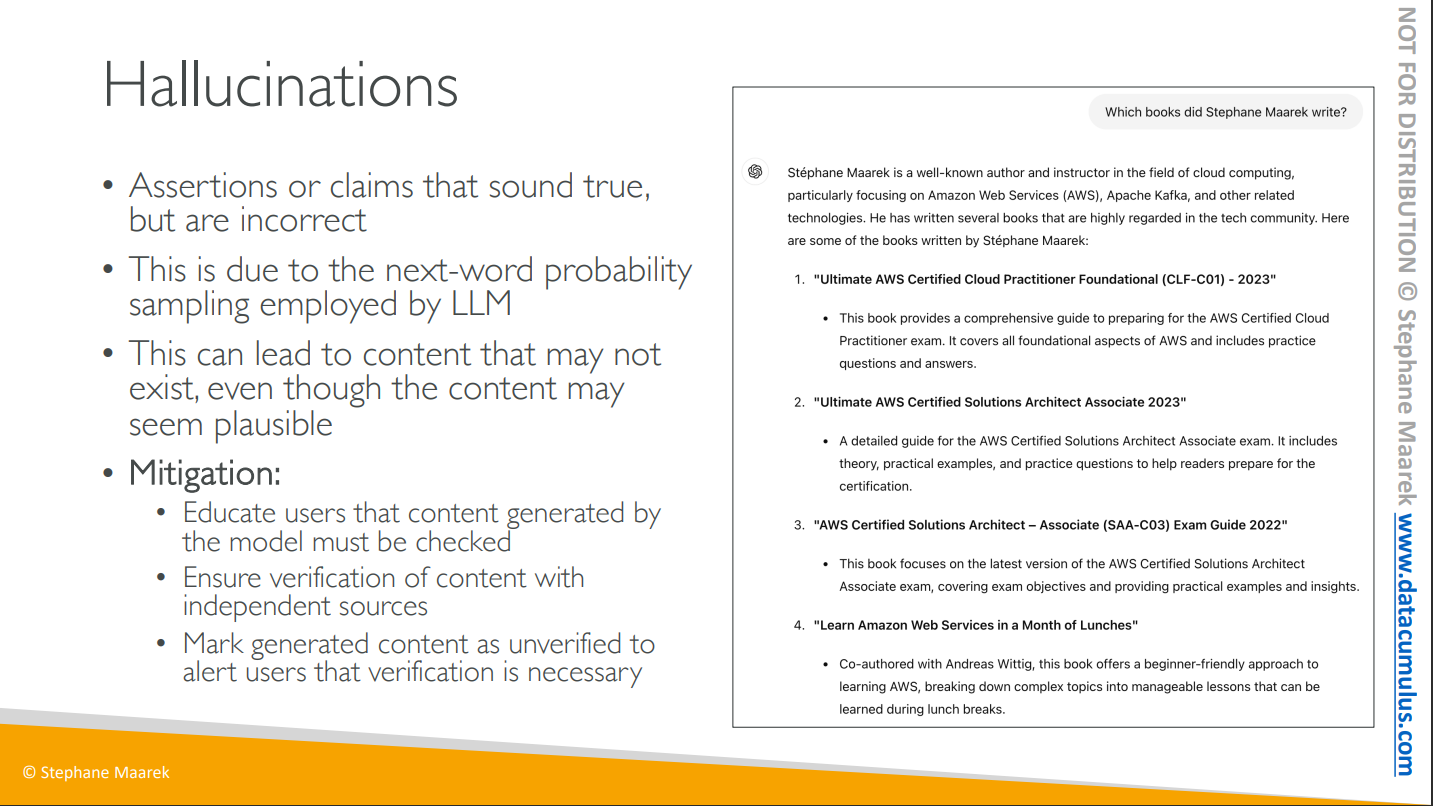 Hallucinations
• Assertions or claims that sound true,
but are incorrect
• This is due to the next-word probability
sampling employed by LLM
• This can lead to content that may not
exist, even though the content may
seem plausible
• Mitigation:
• Educate users that content generated by
the model must be checked
• Ensure verification of content with
independent sources
• Mark generated content as unverified to
alert users that verification is necessary
Which books did Stephane Maarek write?
Stéphane Maarek is a well-known author and instructor in the field of cloud computing,
particularly focusing on Amazon Web Services (AWS), Apache Kafka, and other related
technologies. He has written several books that are highly regarded in the tech community. Here
are some of the books written by Stéphane Maarek:
1. "Ultimate AWS Certified Cloud Practitioner Foundational (CLF-C01) - 2023"
• This book provides a comprehensive guide to preparing for the AWS Certified Cloud
Practitioner exam. It covers all foundational aspects of AWS and includes practice
questions and answers.
2. "Ultimate AWS Certified Solutions Architect Associate 2023"
• A detailed guide for the AWS Certified Solutions Architect Associate exam. It includes
theory, practical examples, and practice questions to help readers prepare for the
certification.
3. "AWS Certified Solutions Architect – Associate (SAA-C03) Exam Guide 2022"
• This book focuses on the latest version of the AWS Certified Solutions Architect
Associate exam, covering exam objectives and providing practical examples and insights.
4. "Learn Amazon Web Services in a Month of Lunches"
• Co-authored with Andreas Wittig, this book offers a beginner-friendly approach to
learning AWS, breaking down complex topics into manageable lessons that can be
learned during lunch breaks.
NOT FOR DISTRIBUTION © Stephane Maarek www.datacumulus.com
© Stephane Maarek